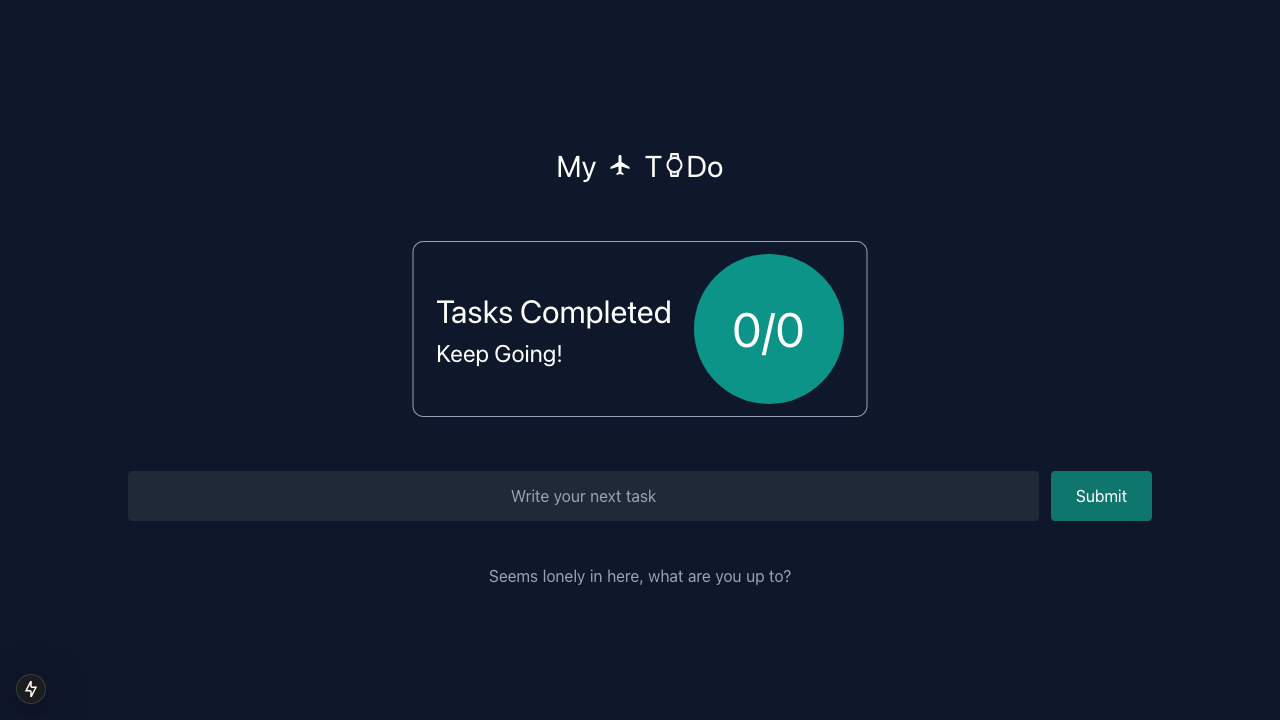 My T Do
Tasks Completed
Keep Going!
0/0
Write your next task
Submit
Seems lonely in here, what are you up to?